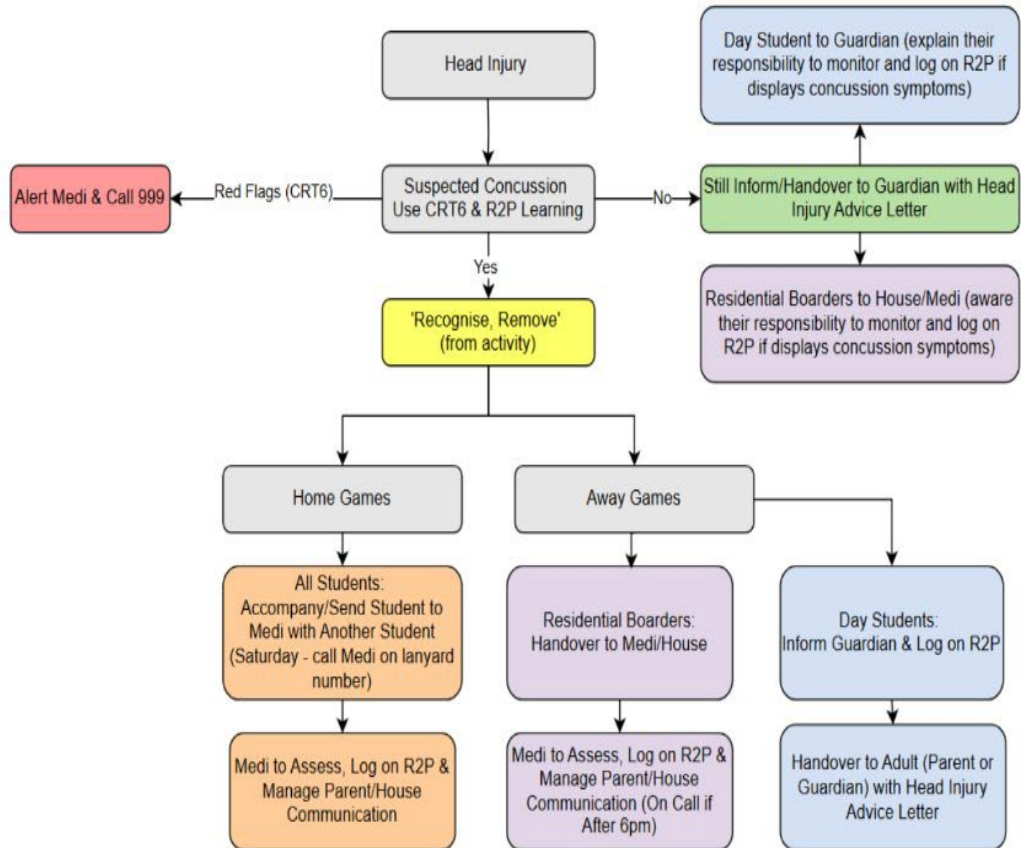 Head Injury
Day Student to Guardian (explain their
responsibility to monitor and log on R2P if
displays concussion symptoms)
Alert Medi & Call 999
Red Flags (CRT6)
Suspected Concussion
Use CRT6 & R2P Learning
No
Still Inform/Handover to Guardian with Head
Injury Advice Letter
Yes
Residential Boarders to House/Medi (aware
their responsibility to monitor and log on
R2P if displays concussion symptoms)
'Recognise, Remove'
(from activity)
Home Games
Away Games
All Students:
Accompany/Send Student to
Medi with Another Student
(Saturday - call Medi on lanyard
number)
Residential Boarders:
Handover to Medi/House
Day Students:
Inform Guardian & Log on R2P
Medi to Assess, Log on R2P &
Manage Parent/House
Communication
Medi to Assess, Log on R2P &
Manage Parent/House
Communication (On Call if
After 6pm)
Handover to Adult (Parent or
Guardian) with Head Injury
Advice Letter